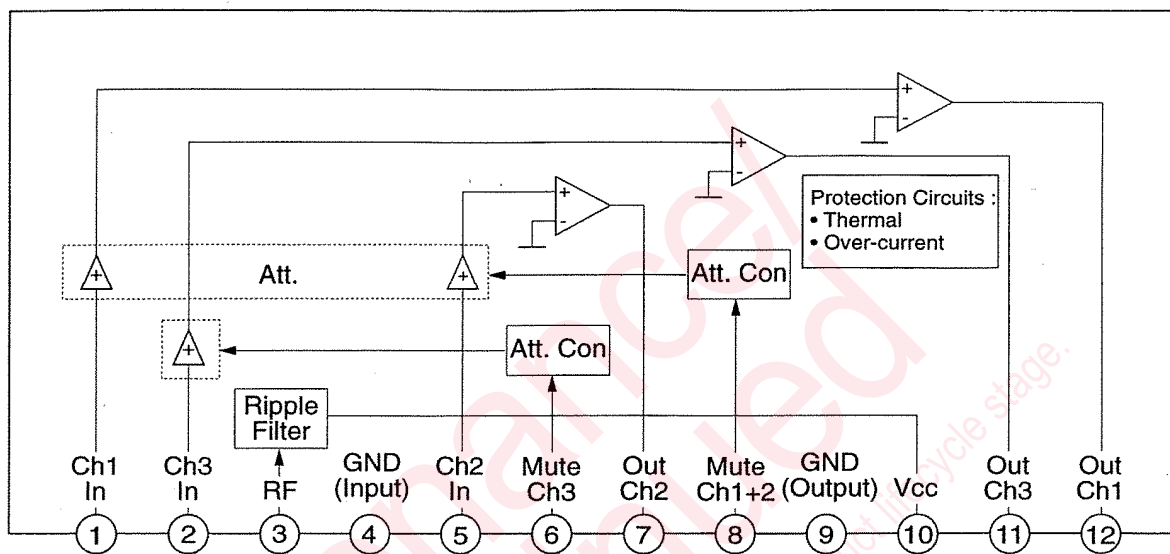 +
-
+
-
+
-
Protection Circuits :
• Thermal
• Over-current
+
Att.
+
Att. Con
+
Att. Con
Ripple
Filter
Ch1
In
Ch3
In
RF
GND
(Input)
Ch2
In
Mute
Ch3
Out
Ch2
Mute
Ch1+2
GND
(Output)
Vcc
Out
Ch3
Out
Ch1
1
2
3
4
5
6
7
8
9
10
11
12
cycle stage.